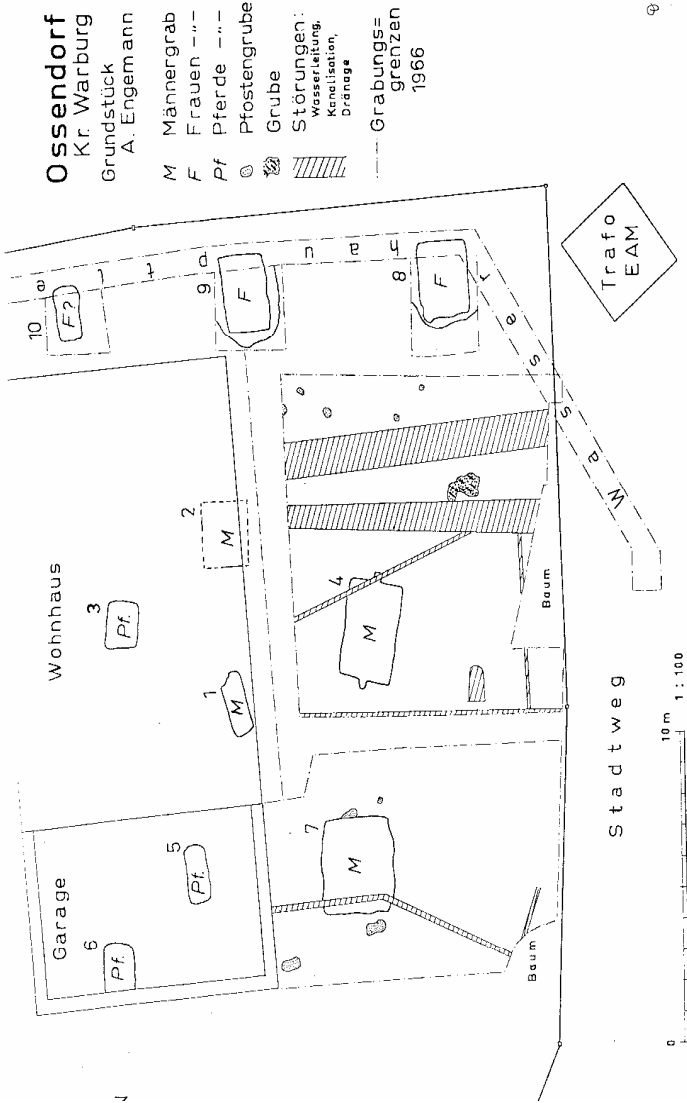 Ossendorf
Kr. Warburg
Grundstück
A. Engemann
M Männergrab
F Frauen -„-
Pf Pferde -„-
Pfostengrube
Grube
Störungen:
Wasserleitung,
Kanalisation,
Dränage
Grabungs=
grenzen
1966
10
F?
9
F
8
F
Wasserhauptltg
Trafo
EAM
Wohnhaus
2
M
3
Pf.
1
M
4
M
Baum
Garage
5
Pf.
6
Pf.
7
M
Baum
Stadtweg
0
10 m
1:100
N